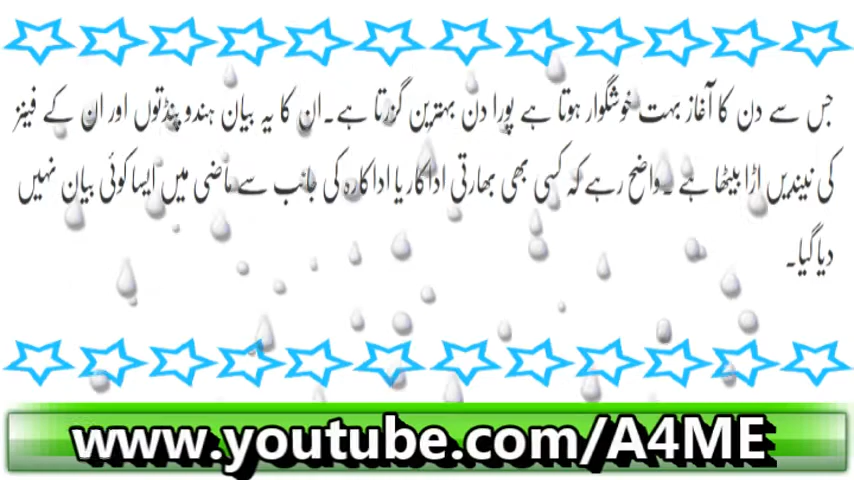 جس سے دن کا آغاز بہت خوشگوار ہوتا ہے پورا دن بہترین گزرتا ہے۔ ان کا یہ بیان ہندو پنڈتوں اور ان کے فینز
کی نیندیں اڑا بیٹھا ہے ۔ واضح رہے کہ کسی بھی بھارتی اداکار یا اداکارہ کی جانب سے ماضی میں ایسا کوئی بیان نہیں
دیا گیا۔
www.youtube.com/A4ME